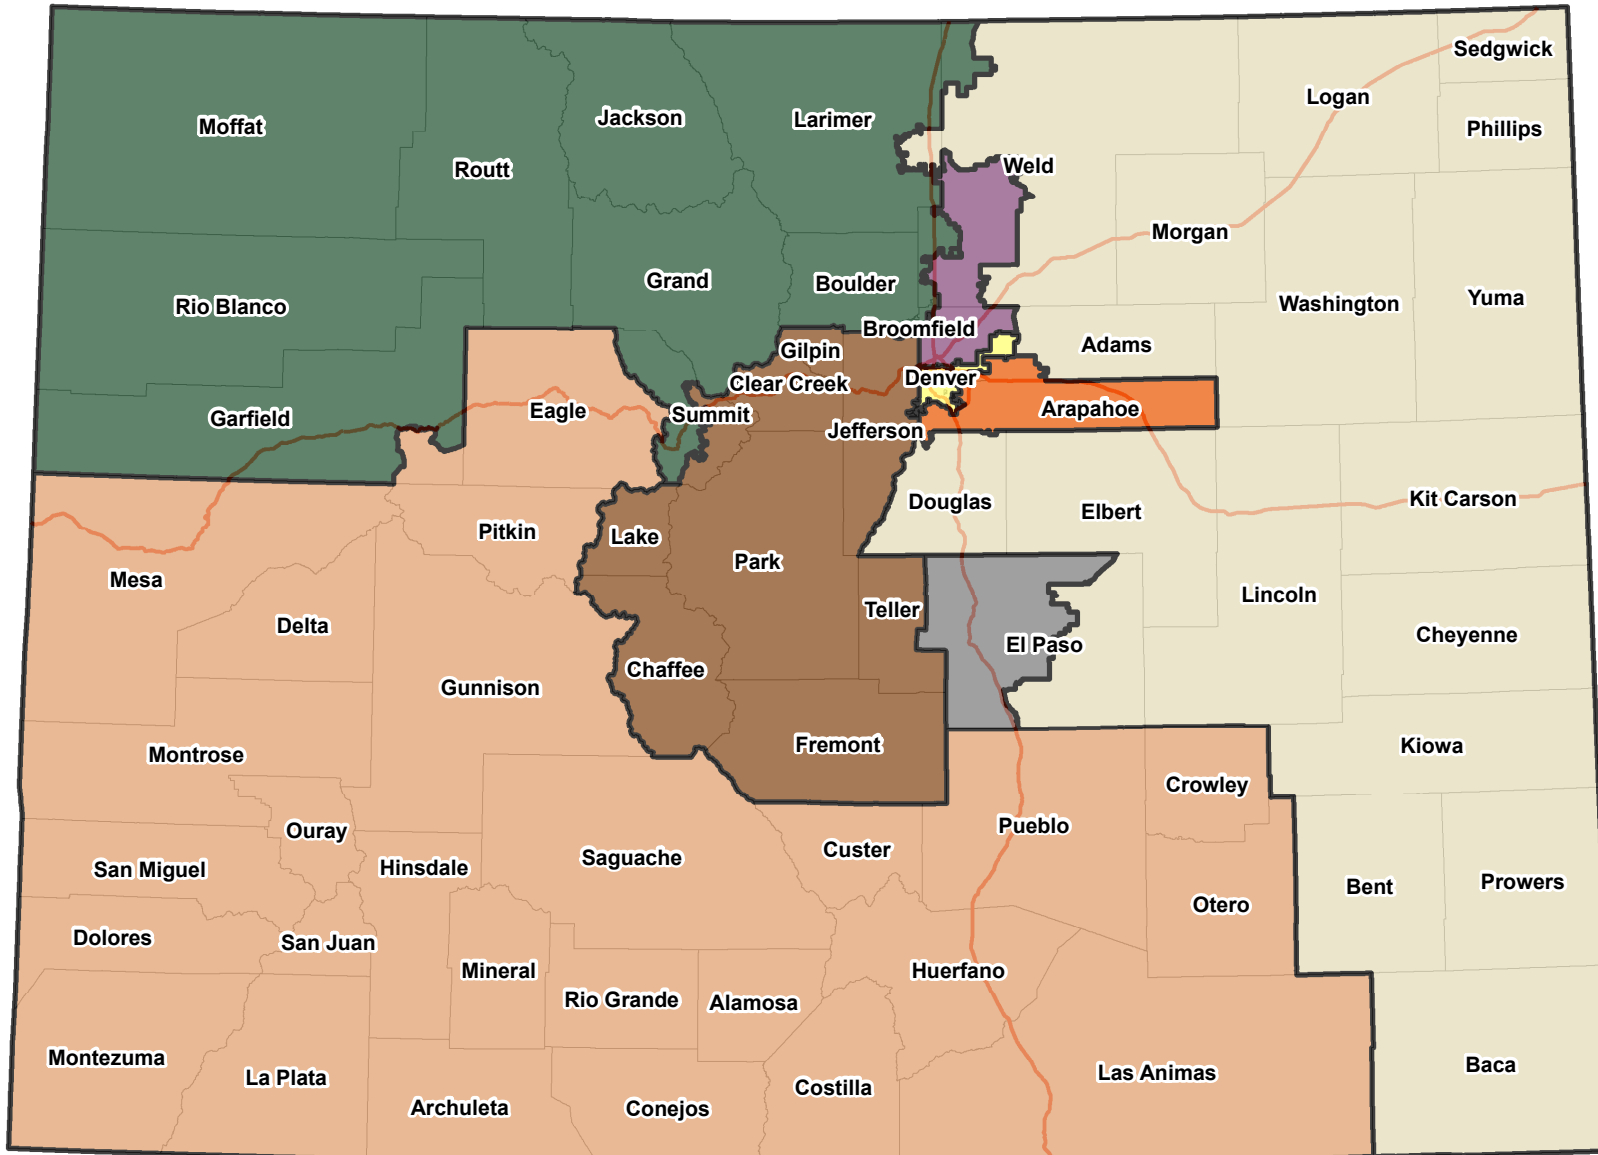 Sedgwick
Logan
Moffat
Jackson
Larimer
Phillips
Routt
Weld
Morgan
Grand
Boulder
Rio Blanco
Washington
Yuma
Broomfield
Adams
Gilpin
Denver
Clear Creek
Eagle
Summit
Garfield
Arapahoe
Jefferson
Kit Carson
Douglas
Elbert
Pitkin
Lake
Park
Mesa
Lincoln
Teller
Delta
Cheyenne
El Paso
Chaffee
Gunnison
Fremont
Kiowa
Montrose
Crowley
Pueblo
Ouray
Custer
Saguache
Hinsdale
San Miguel
Prowers
Bent
Otero
Dolores
San Juan
Mineral
Huerfano
Rio Grande
Alamosa
Montezuma
Baca
Las Animas
La Plata
Costilla
Archuleta
Conejos